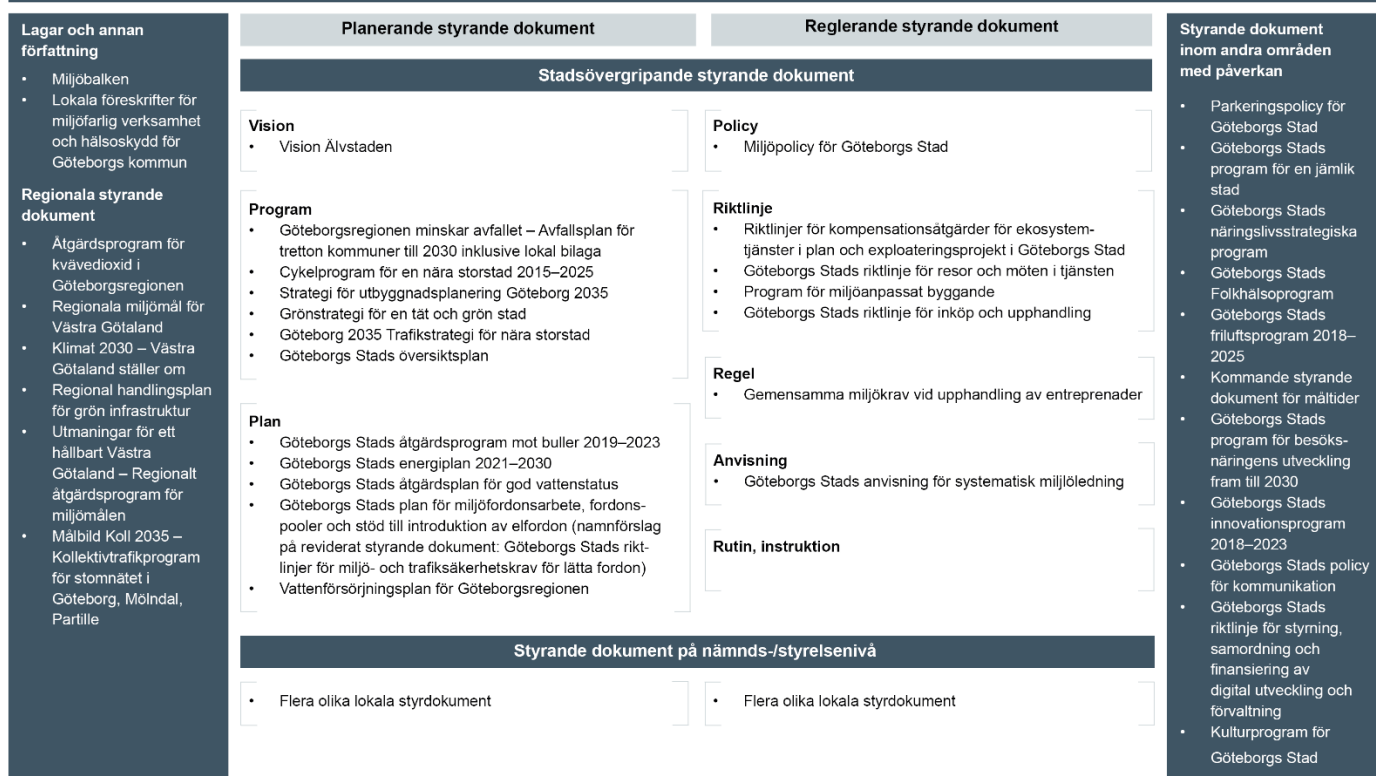 Lagar och annan
författning
• Miljöbalken
• Lokala föreskrifter för
miljöfarlig verksamhet
och hälsoskydd för
Göteborgs kommun
Regionala styrande
dokument
• Åtgärdsprogram för
kvävedioxid i
Göteborgsregionen
• Regionala miljömål för
Västra Götaland
• Klimat 2030 – Västra
Götaland ställer om
• Regional handlingsplan
för grön infrastruktur
• Utmaningar för ett
hållbart Västra
Götaland – Regionalt
åtgärdsprogram för
miljömålen
• Målbild Koll 2035 –
Kollektivtrafikprogram
för stomnätet i
Göteborg, Mölndal,
Partille
Planerande styrande dokument
Reglerande styrande dokument
Stadsövergripande styrande dokument
Vision
• Vision Älvstaden
Program
• Göteborgsregionen minskar avfallet – Avfallsplan för
tretton kommuner till 2030 inklusive lokal bilaga
• Cykelprogram för en nära storstad 2015–2025
• Strategi för utbyggnadsplanering Göteborg 2035
• Grönstrategi för en tät och grön stad
• Göteborg 2035 Trafikstrategi för nära storstad
• Göteborgs Stads översiktsplan
Plan
• Göteborgs Stads åtgärdsprogram mot buller 2019–2023
• Göteborgs Stads energiplan 2021–2030
• Göteborgs Stads åtgärdsplan för god vattenstatus
• Göteborgs Stads plan för miljöfordonsarbete, fordons-
pooler och stöd till introduktion av elfordon (namnförslag
på reviderat styrande dokument: Göteborgs Stads rikt-
linjer för miljö- och trafiksäkerhetskrav för lätta fordon)
• Vattenförsörjningsplan för Göteborgsregionen
Policy
• Miljöpolicy för Göteborgs Stad
Riktlinje
• Riktlinjer för kompensationsåtgärder för ekosystem-
tjänster i plan och exploateringsprojekt i Göteborgs Stad
• Göteborgs Stads riktlinje för resor och möten i tjänsten
• Program för miljöanpassat byggande
• Göteborgs Stads riktlinje för inköp och upphandling
Regel
• Gemensamma miljökrav vid upphandling av entreprenader
Anvisning
• Göteborgs Stads anvisning för systematisk miljlöledning
Rutin, instruktion
Styrande dokument på nämnds-/styrelsenivå
• Flera olika lokala styrdokument
• Flera olika lokala styrdokument
Styrande dokument
inom andra områden
med påverkan
• Parkeringspolicy för
Göteborgs Stad
• Göteborgs Stads
program för en jämlik
stad
• Göteborgs Stads
näringslivsstrategiska
program
• Göteborgs Stads
Folkhälsoprogram
• Göteborgs Stads
friluftsprogram 2018–
2025
• Kommande styrande
dokument för måltider
• Göteborgs Stads
program för besöks-
näringens utveckling
fram till 2030
• Göteborgs Stads
innovationsprogram
2018–2023
• Göteborgs Stads policy
för kommunikation
• Göteborgs Stads
riktlinje för styrning,
samordning och
finansiering av
digital utveckling och
förvaltning
• Kulturprogram för
Göteborgs Stad